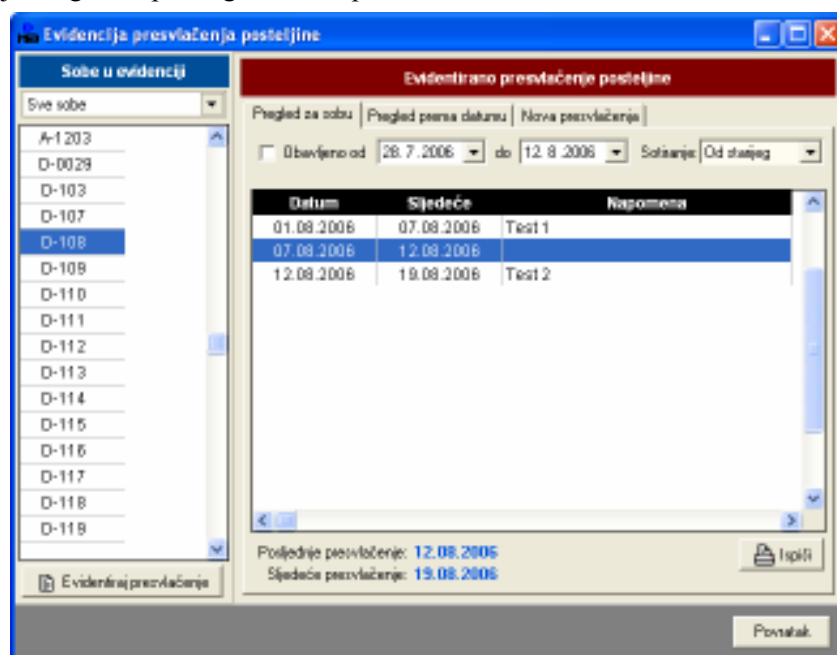 Evidencija presvlačenja posteljine
Sobe u evidenciji
Sve sobe
A-1203
D-0029
D-103
D-107
D-108
D-109
D-110
D-111
D-112
D-113
D-114
D-115
D-116
D-117
D-118
D-119
Evidentiraj presvlačenje
Evidentirano presvlačenje posteljine
Pregled za sobu Pregled prema datumu Nova presvlačenja
Obavljeno od 28. 7. 2006 do 12. 8. 2006 Sortiranje: Od starijeg
Datum Sljedeće Napomena
01.08.2006 07.08.2006 Test 1
07.08.2006 12.08.2006
12.08.2006 19.08.2006 Test 2
Posljednje presvlačenje: 12.08.2006
Sljedeće presvlačenje: 19.08.2006
Ispiši
Povratak